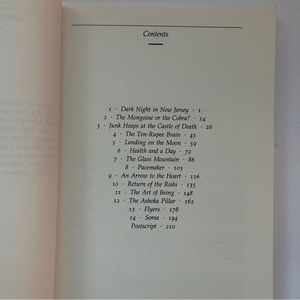 Contents
1 · Dark Night in New Jersey · 1
2 · The Mongoose or the Cobra? · 14
3 · Junk Heaps at the Castle of Death · 26
4 · The Ten-Rupee Brain · 43
5 · Landing on the Moon · 59
6 · Health and a Day · 72
7 · The Glass Mountain · 86
8 · Pacemaker · 103
9 · An Arrow to the Heart · 116
10 · Return of the Rishi · 135
11 · The Art of Being · 148
12 · The Ashoka Pillar · 162
13 · Flyers · 178
14 · Soma · 194
Postscript · 210